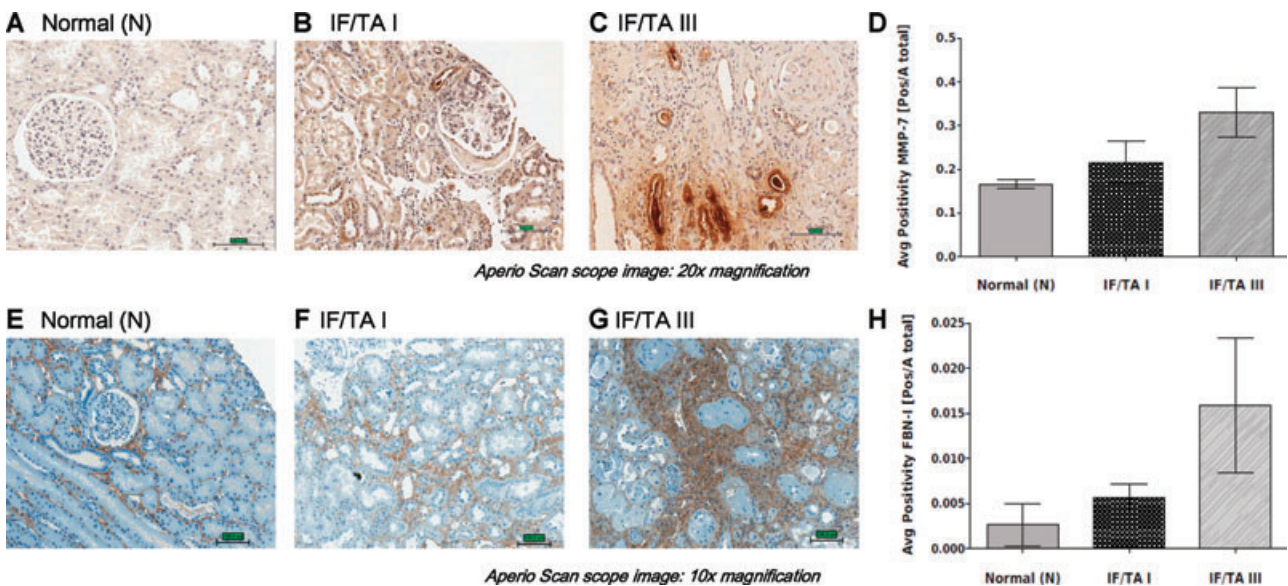 A Normal (N)
B IF/TA I
C IF/TA III
D
Avg Positivity MMP-7 [Pos/A total]
0.5
0.4
0.3
0.2
0.1
0.0
Normal (N)
IF/TA I
IF/TA III
Aperio Scan scope image: 20x magnification
E Normal (N)
F IF/TA I
G IF/TA III
H
Avg Positivity FBN-I [Pos/A total]
0.025
0.020
0.015
0.010
0.005
0.000
Normal (N)
IF/TA I
IF/TA III
Aperio Scan scope image: 10x magnification